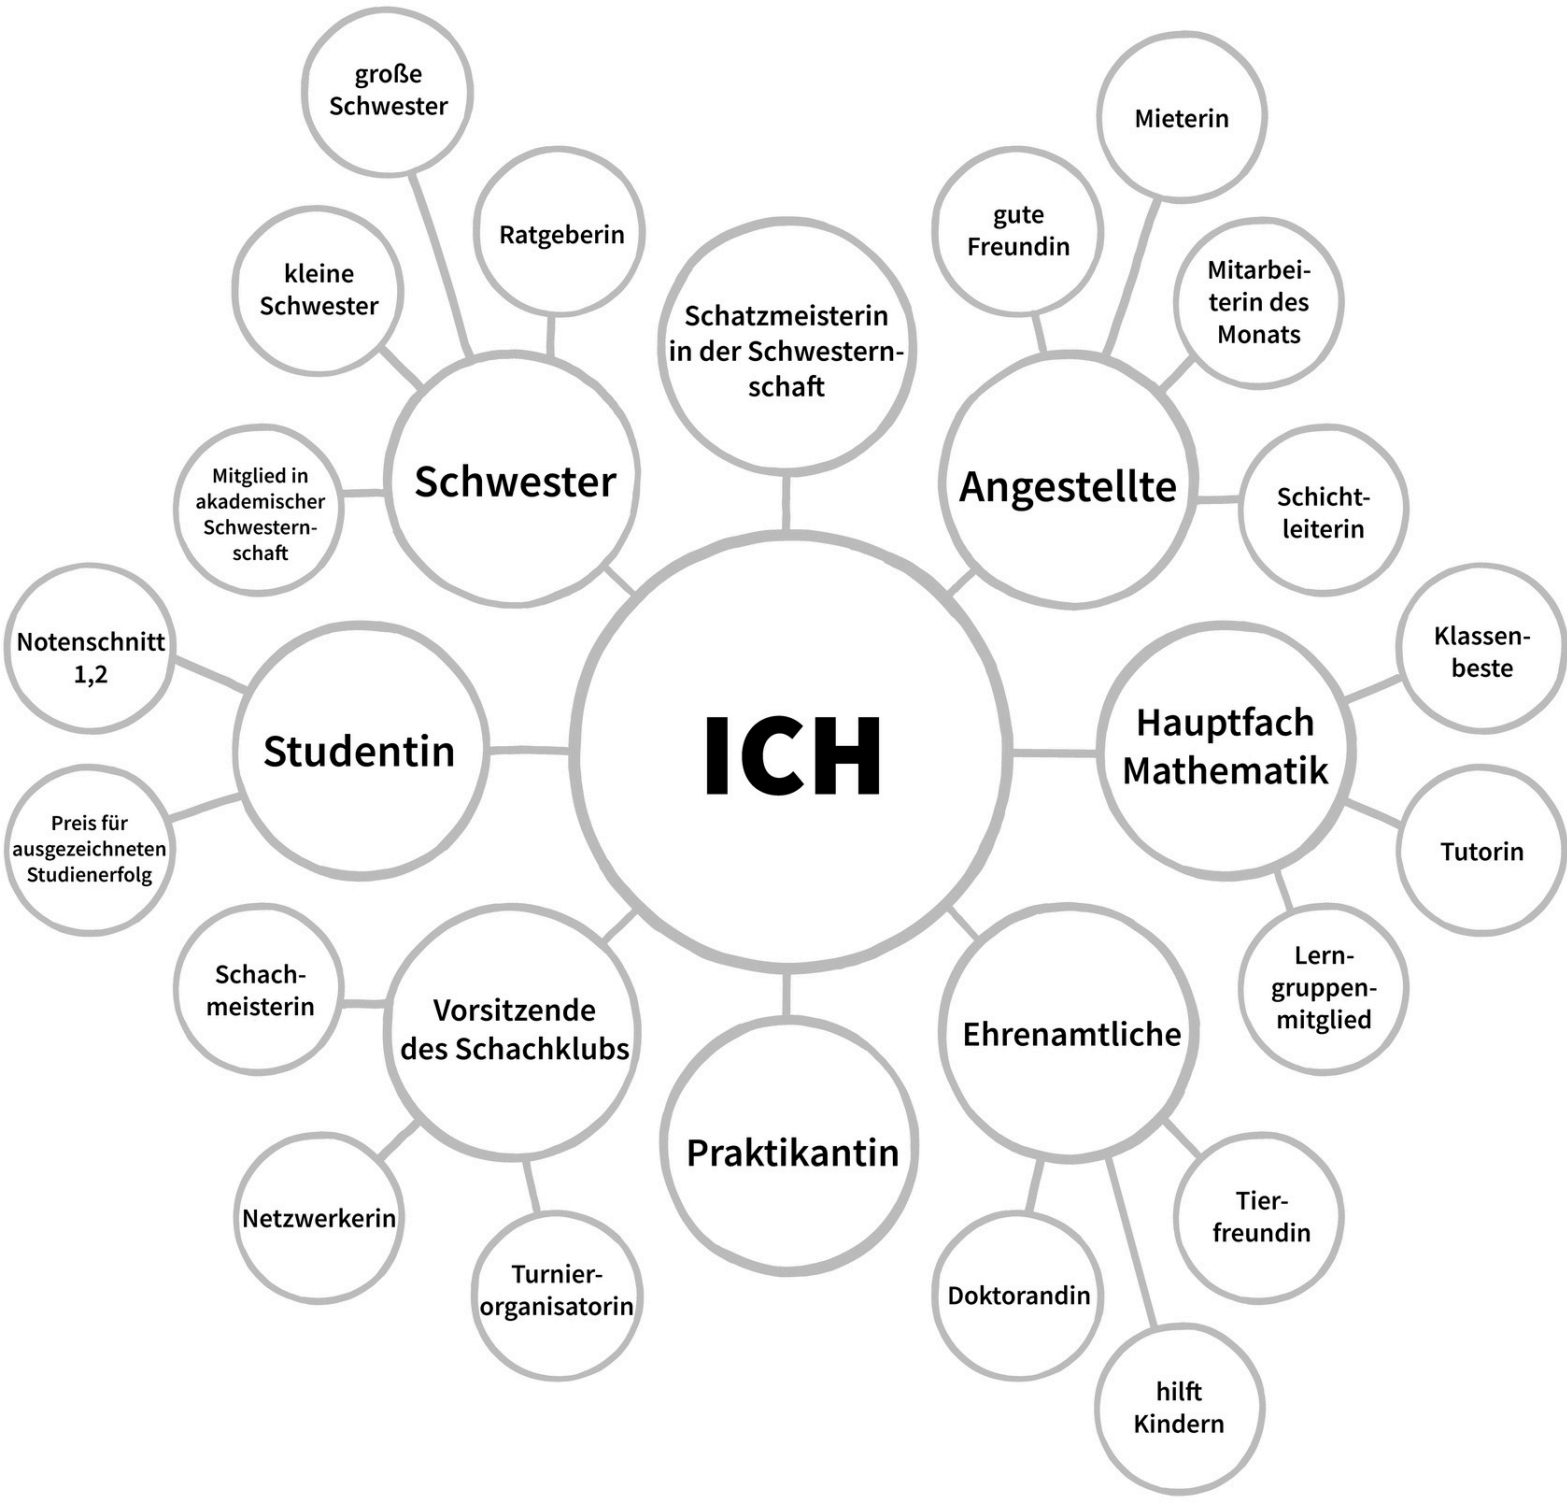 große
Schwester
Mieterin
Ratgeberin
gute
Freundin
kleine
Schwester
Mitarbei-
terin des
Monats
Schatzmeisterin
in der Schwestern-
schaft
Mitglied in
akademischer
Schwestern-
schaft
Schwester
Angestellte
Schicht-
leiterin
Notenschnitt
1,2
Klassen-
beste
Studentin
ICH
Hauptfach
Mathematik
Preis für
ausgezeichneten
Studienerfolg
Tutorin
Schach-
meisterin
Vorsitzende
des Schachklubs
Ehrenamtliche
Lern-
gruppen-
mitglied
Praktikantin
Netzwerkerin
Tier-
freundin
Turnier-
organisatorin
Doktorandin
hilft
Kindern